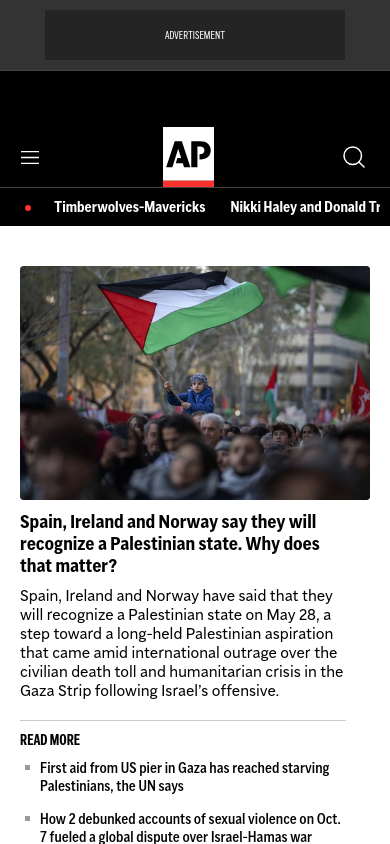 ADVERTISEMENT
AP
Timberwolves-Mavericks Nikki Haley and Donald Tr
Spain, Ireland and Norway say they will
recognize a Palestinian state. Why does
that matter?
Spain, Ireland and Norway have said that they
will recognize a Palestinian state on May 28, a
step toward a long-held Palestinian aspiration
that came amid international outrage over the
civilian death toll and humanitarian crisis in the
Gaza Strip following Israel’s offensive.
READ MORE
First aid from US pier in Gaza has reached starving
Palestinians, the UN says
How 2 debunked accounts of sexual violence on Oct.
7 fueled a global dispute over Israel-Hamas war